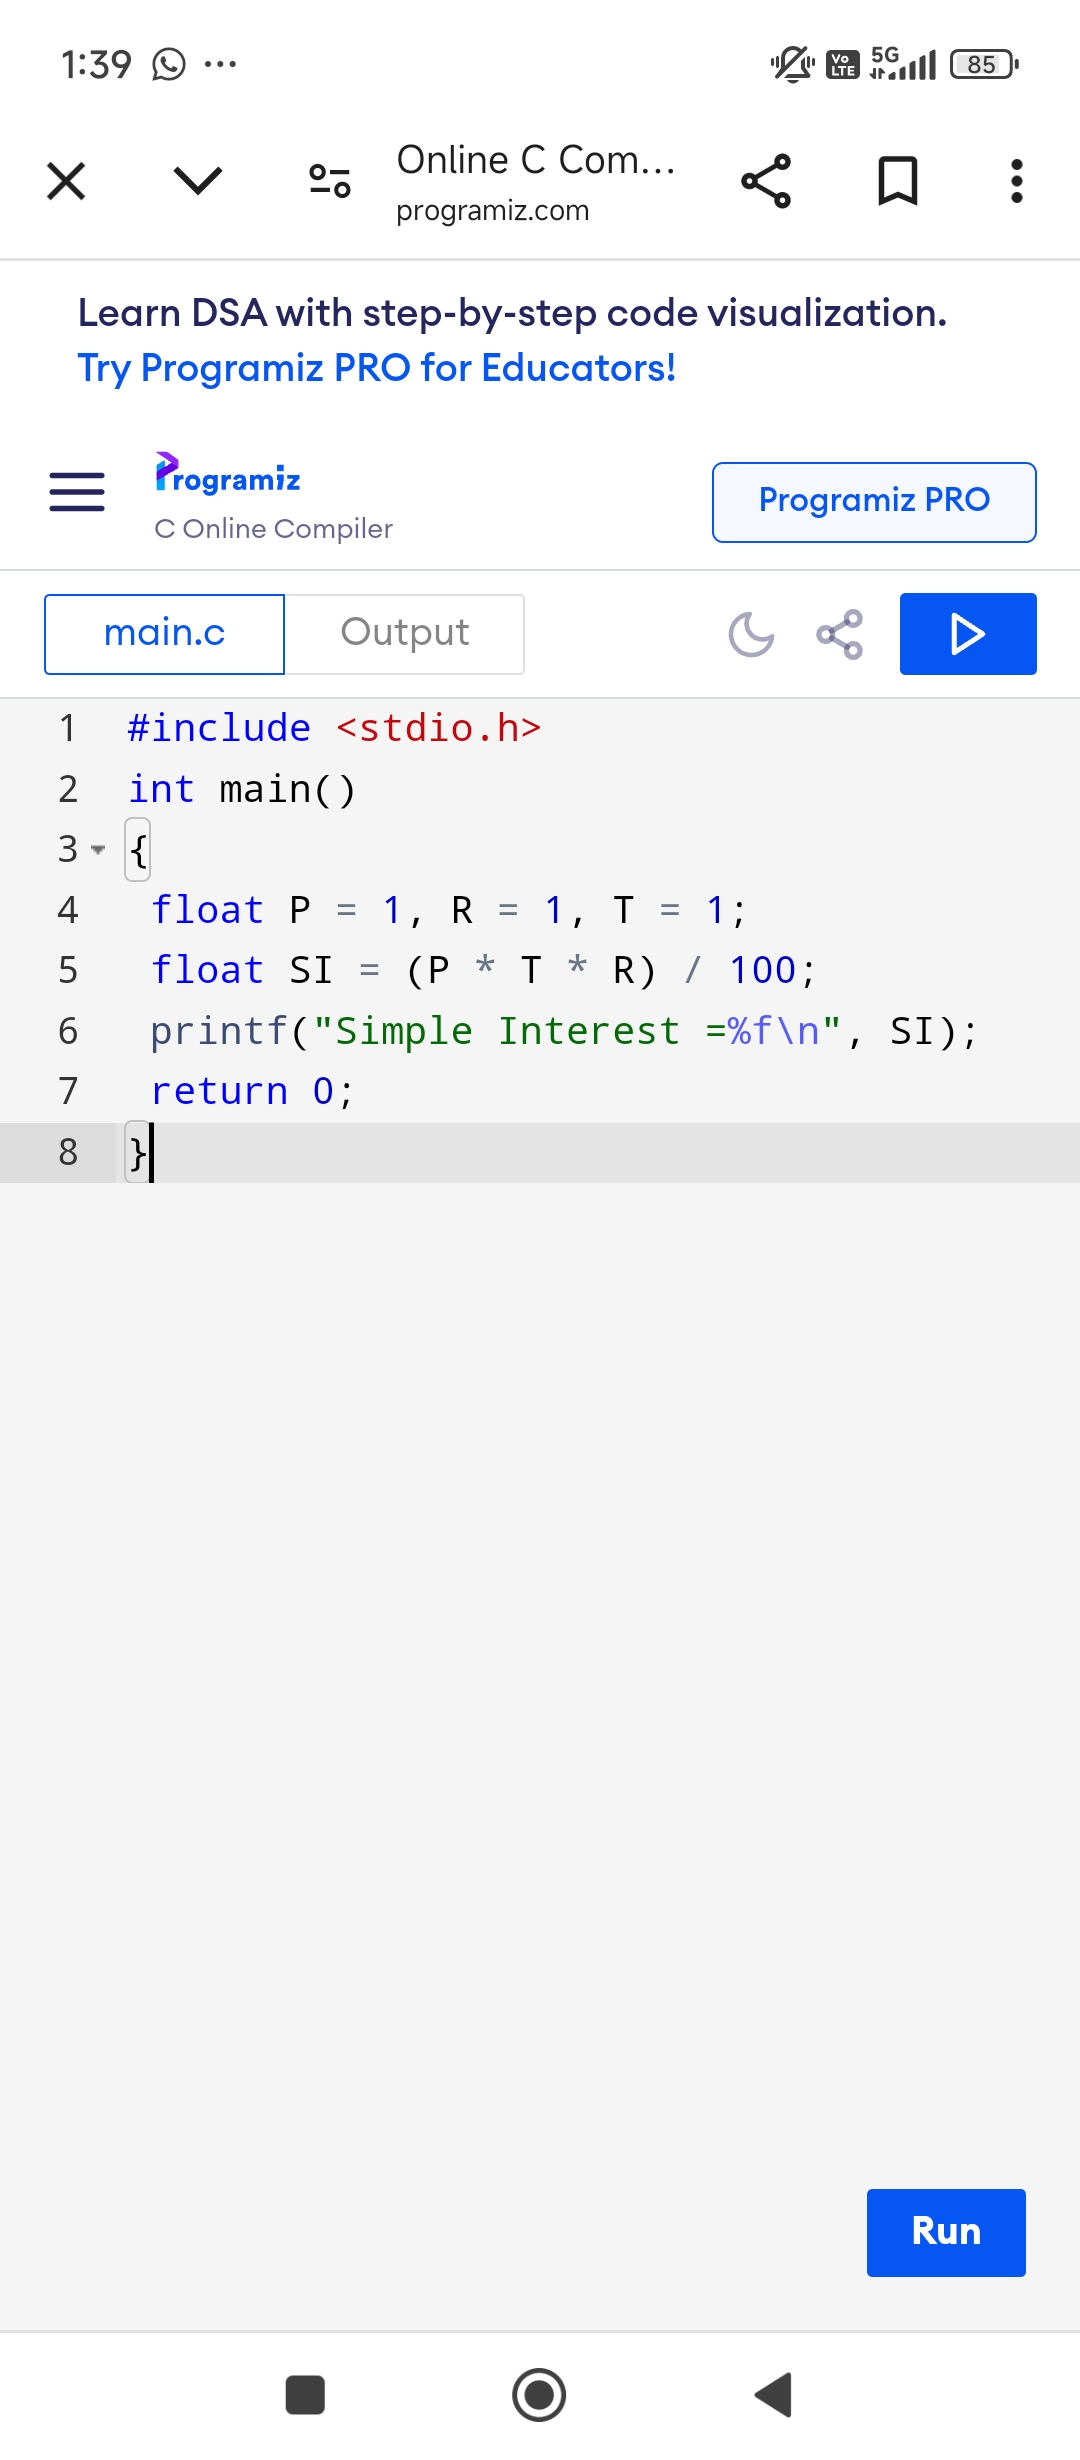 1:39 ...
Vo LTE 5G 85
Online C Com...
programiz.com
Learn DSA with step-by-step code visualization.
Try Programiz PRO for Educators!
Programiz
C Online Compiler
Programiz PRO
main.c Output
1 #include <stdio.h>
2 int main()
3 {
4 float P = 1, R = 1, T = 1;
5 float SI = (P * T * R) / 100;
6 printf("Simple Interest =%f\n", SI);
7 return 0;
8 }
Run